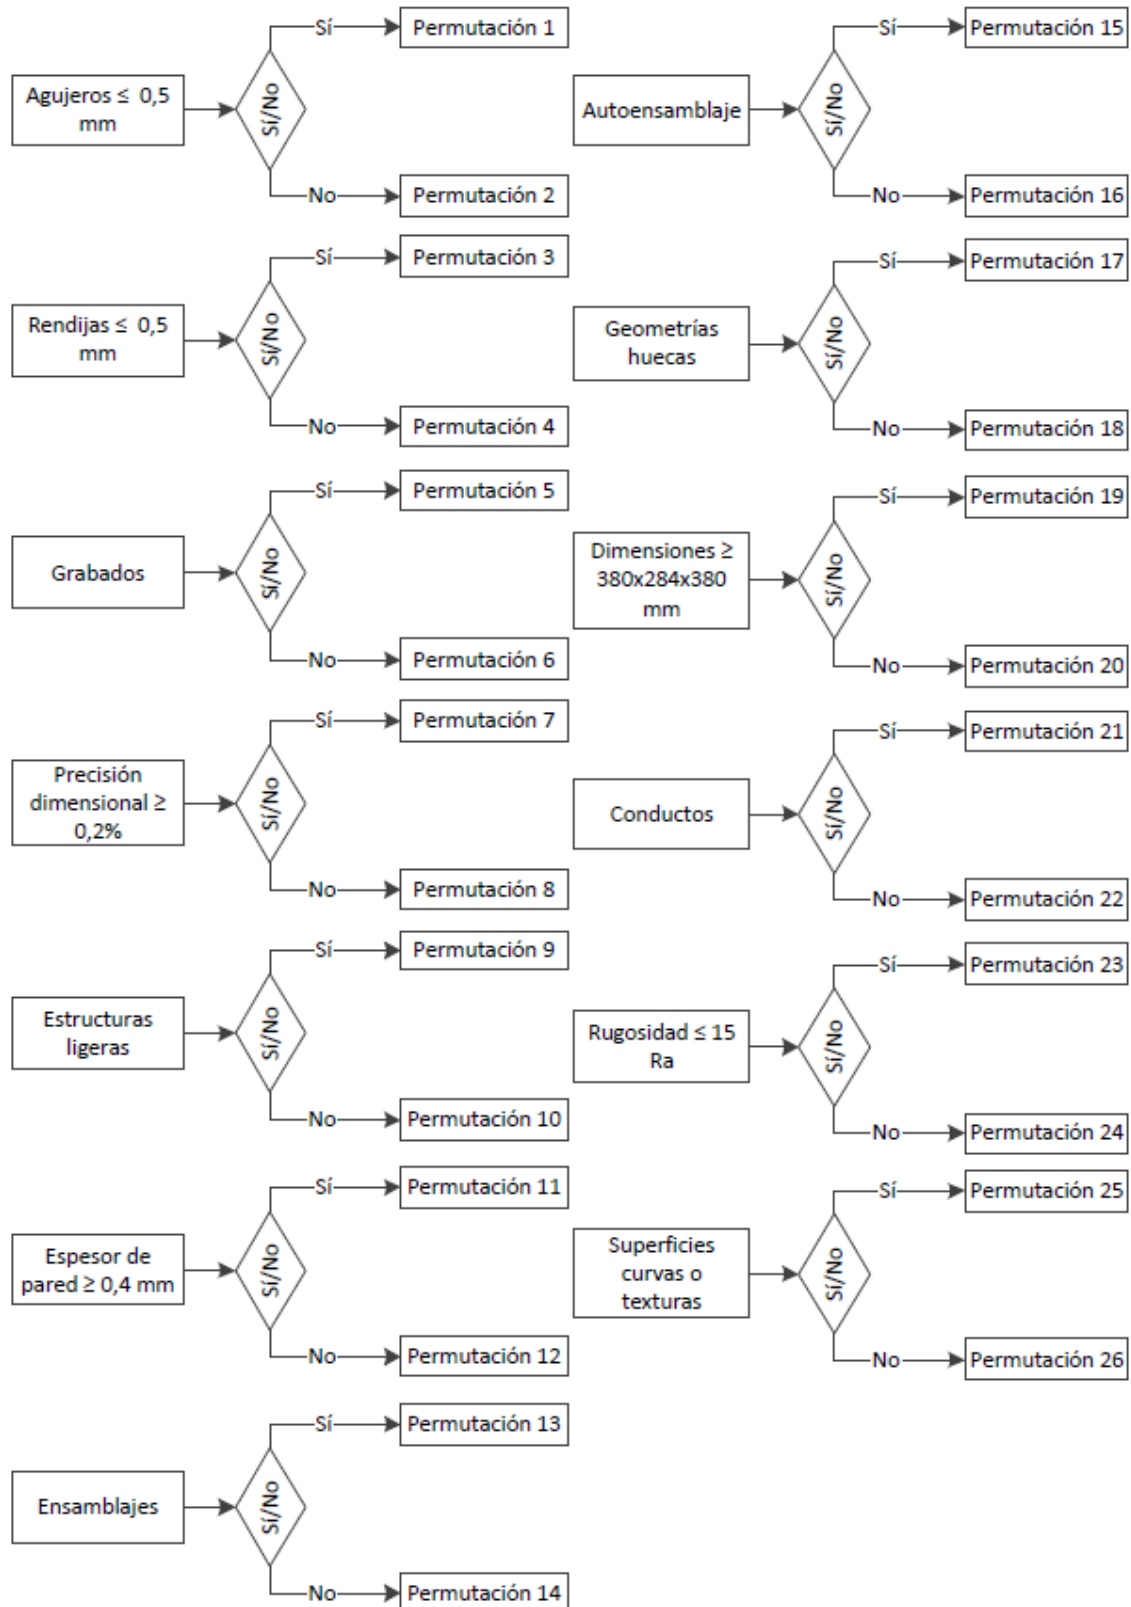 Sí
Permutación 1
Agujeros ≤ 0,5
mm
Sí/No
No
Permutación 2
Sí
Permutación 3
Rendijas ≤ 0,5
mm
Sí/No
No
Permutación 4
Sí
Permutación 5
Grabados
Sí/No
No
Permutación 6
Sí
Permutación 7
Precisión
dimensional ≥
0,2%
Sí/No
No
Permutación 8
Sí
Permutación 9
Estructuras
ligeras
Sí/No
No
Permutación 10
Sí
Permutación 11
Espesor de
pared ≥ 0,4 mm
Sí/No
No
Permutación 12
Sí
Permutación 13
Ensamblajes
Sí/No
No
Permutación 14
Sí
Permutación 15
Autoensamblaje
Sí/No
No
Permutación 16
Sí
Permutación 17
Geometrías
huecas
Sí/No
No
Permutación 18
Sí
Permutación 19
Dimensiones ≥
380x284x380
mm
Sí/No
No
Permutación 20
Sí
Permutación 21
Conductos
Sí/No
No
Permutación 22
Sí
Permutación 23
Rugosidad ≤ 15
Ra
Sí/No
No
Permutación 24
Sí
Permutación 25
Superficies
curvas o
texturas
Sí/No
No
Permutación 26